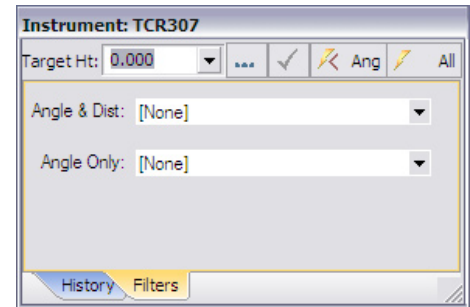 Instrument: TCR307
Target Ht: 0.000 ... Ang All
Angle & Dist: [None]
Angle Only: [None]
History Filters